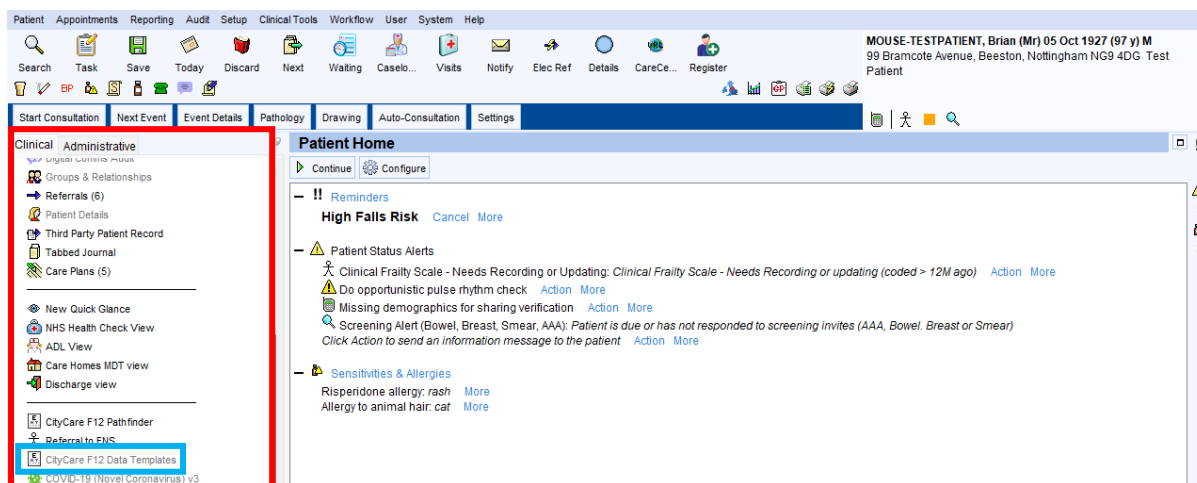 Patient Appointments Reporting Audit Setup Clinical Tools Workflow User System Help
Search Task Save Today Discard Next Waiting Caselo... Visits Notify Elec Ref Details CareCe... Register
MOUSE-TESTPATIENT, Brian (Mr) 05 Oct 1927 (97 y) M
99 Bramcote Avenue, Beeston, Nottingham NG9 4DG Test
Patient
BP
Start Consultation Next Event Event Details Pathology Drawing Auto-Consultation Settings
Clinical Administrative
Digital Comms Audit
Groups & Relationships
Referrals (6)
Patient Details
Third Party Patient Record
Tabbed Journal
Care Plans (5)
New Quick Glance
NHS Health Check View
ADL View
Care Homes MDT view
Discharge view
CityCare F12 Pathfinder
Referral to ENS
CityCare F12 Data Templates
COVID-19 (Novel Coronavirus) v3
Patient Home
Continue Configure
!! Reminders
High Falls Risk Cancel More
Patient Status Alerts
Clinical Frailty Scale - Needs Recording or Updating: Clinical Frailty Scale - Needs Recording or updating (coded > 12M ago) Action More
Do opportunistic pulse rhythm check Action More
Missing demographics for sharing verification Action More
Screening Alert (Bowel, Breast, Smear, AAA): Patient is due or has not responded to screening invites (AAA, Bowel. Breast or Smear)
Click Action to send an information message to the patient Action More
Sensitivities & Allergies
Risperidone allergy: rash More
Allergy to animal hair: cat More